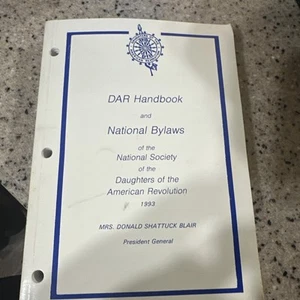 DAR Handbook
and
National Bylaws
of the
National Society
of the
Daughters of the
American Revolution
1993
MRS. DONALD SHATTUCK BLAIR
President General